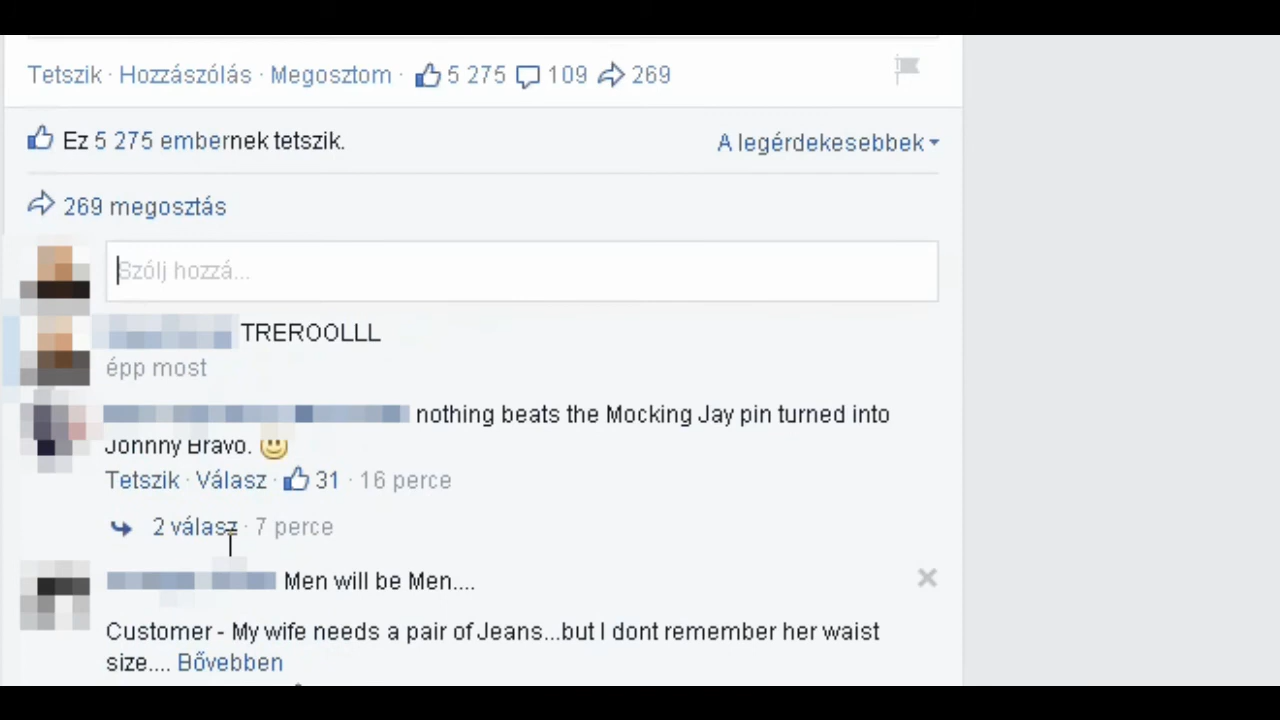 Tetszik · Hozzászólás · Megosztom · 5 275 109 269
Ez 5 275 embernek tetszik.
A legérdekesebbek
269 megosztás
Szólj hozzá...
TREROOLLL
épp most
nothing beats the Mocking Jay pin turned into
Johnny Bravo.
Tetszik · Válasz · 31 · 16 perce
2 válasz · 7 perce
Men will be Men....
Customer - My wife needs a pair of Jeans...but I dont remember her waist
size.... Bővebben